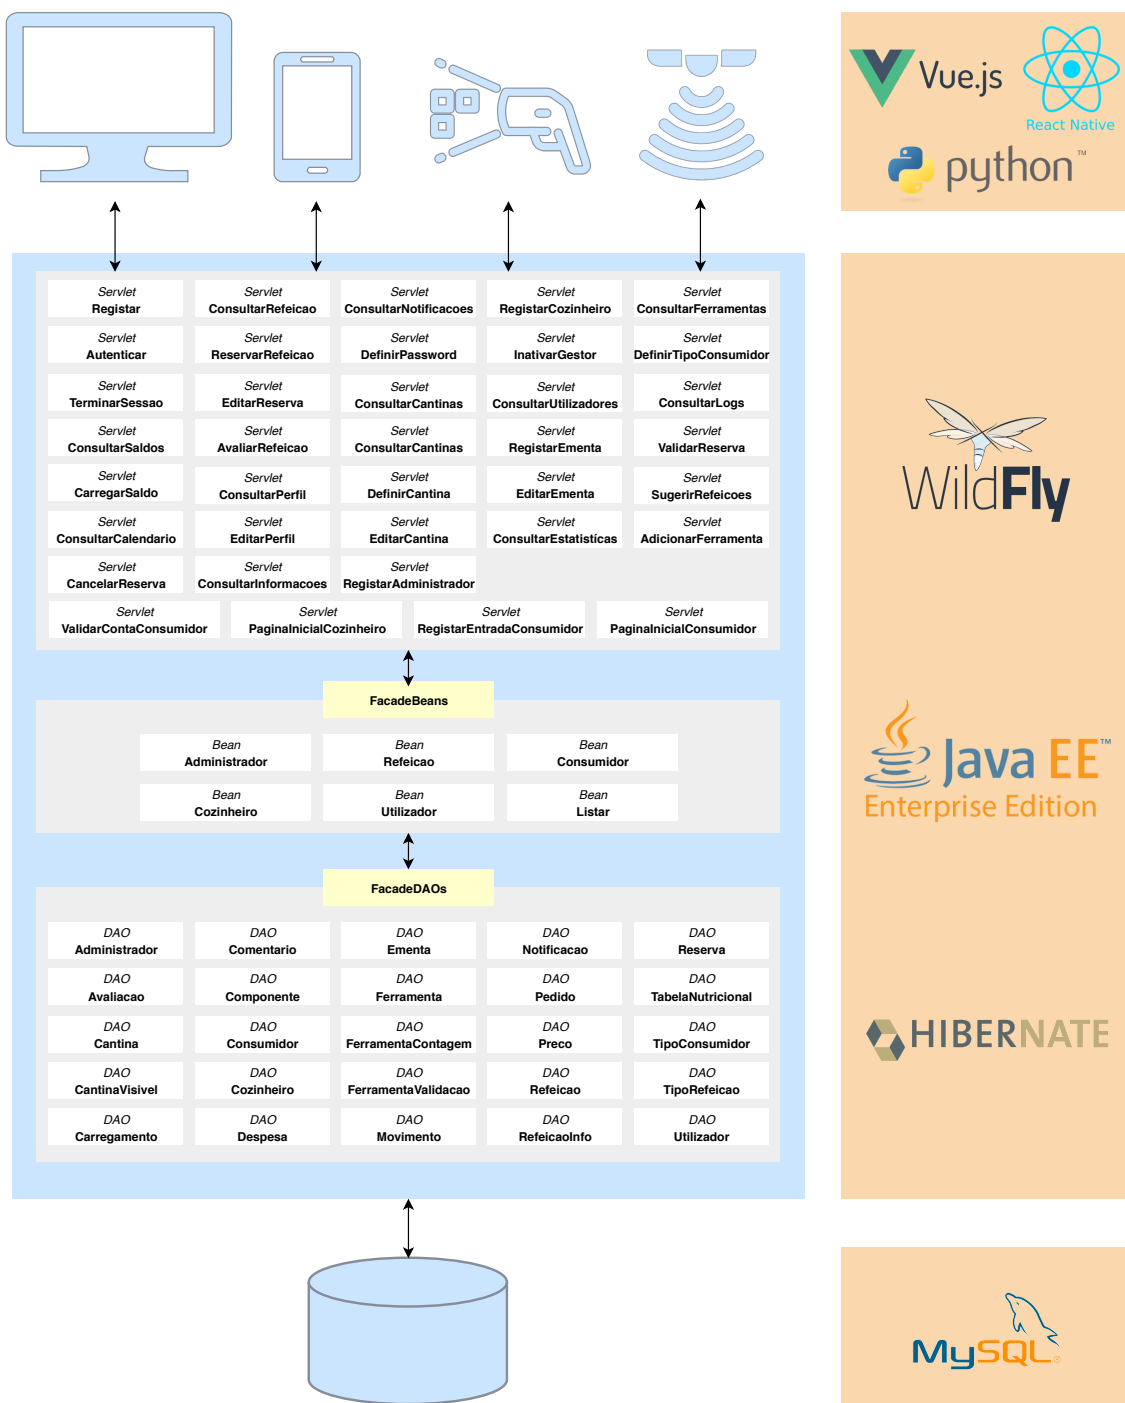 Vue.js
React Native
python™
Servlet
Registar
Servlet
ConsultarRefeicao
Servlet
ConsultarNotificacoes
Servlet
RegistarCozinheiro
Servlet
ConsultarFerramentas
Servlet
Autenticar
Servlet
ReservarRefeicao
Servlet
DefinirPassword
Servlet
InativarGestor
Servlet
DefinirTipoConsumidor
Servlet
TerminarSessao
Servlet
EditarReserva
Servlet
ConsultarCantinas
Servlet
ConsultarUtilizadores
Servlet
ConsultarLogs
Servlet
ConsultarSaldos
Servlet
AvaliarRefeicao
Servlet
ConsultarCantinas
Servlet
RegistarEmenta
Servlet
ValidarReserva
Servlet
CarregarSaldo
Servlet
ConsultarPerfil
Servlet
DefinirCantina
Servlet
EditarEmenta
Servlet
SugerirRefeicoes
Servlet
ConsultarCalendario
Servlet
EditarPerfil
Servlet
EditarCantina
Servlet
ConsultarEstatistícas
Servlet
AdicionarFerramenta
Servlet
CancelarReserva
Servlet
ConsultarInformacoes
Servlet
RegistarAdministrador
Servlet
ValidarContaConsumidor
Servlet
PaginaInicialCozinheiro
Servlet
RegistarEntradaConsumidor
Servlet
PaginaInicialConsumidor
WildFly
FacadeBeans
Bean
Administrador
Bean
Refeicao
Bean
Consumidor
Bean
Cozinheiro
Bean
Utilizador
Bean
Listar
Java EE™
Enterprise Edition
FacadeDAOs
DAO
Administrador
DAO
Comentario
DAO
Ementa
DAO
Notificacao
DAO
Reserva
DAO
Avaliacao
DAO
Componente
DAO
Ferramenta
DAO
Pedido
DAO
TabelaNutricional
DAO
Cantina
DAO
Consumidor
DAO
FerramentaContagem
DAO
Preco
DAO
TipoConsumidor
DAO
CantinaVisivel
DAO
Cozinheiro
DAO
FerramentaValidacao
DAO
Refeicao
DAO
TipoRefeicao
DAO
Carregamento
DAO
Despesa
DAO
Movimento
DAO
RefeicaoInfo
DAO
Utilizador
HIBERNATE
MySQL®